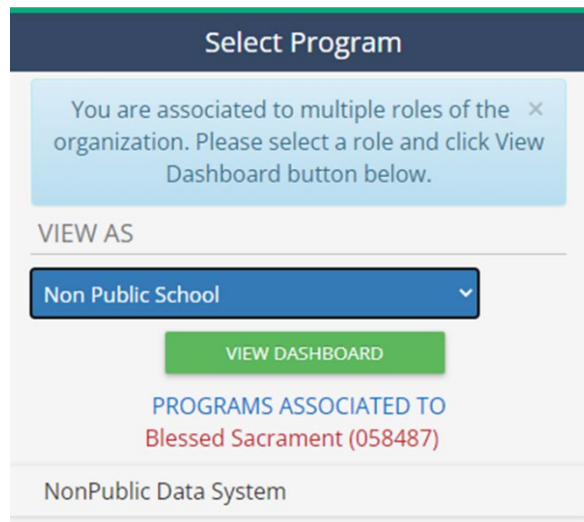 Select Program
You are associated to multiple roles of the ×
organization. Please select a role and click View
Dashboard button below.
VIEW AS
Non Public School
VIEW DASHBOARD
PROGRAMS ASSOCIATED TO
Blessed Sacrament (058487)
NonPublic Data System